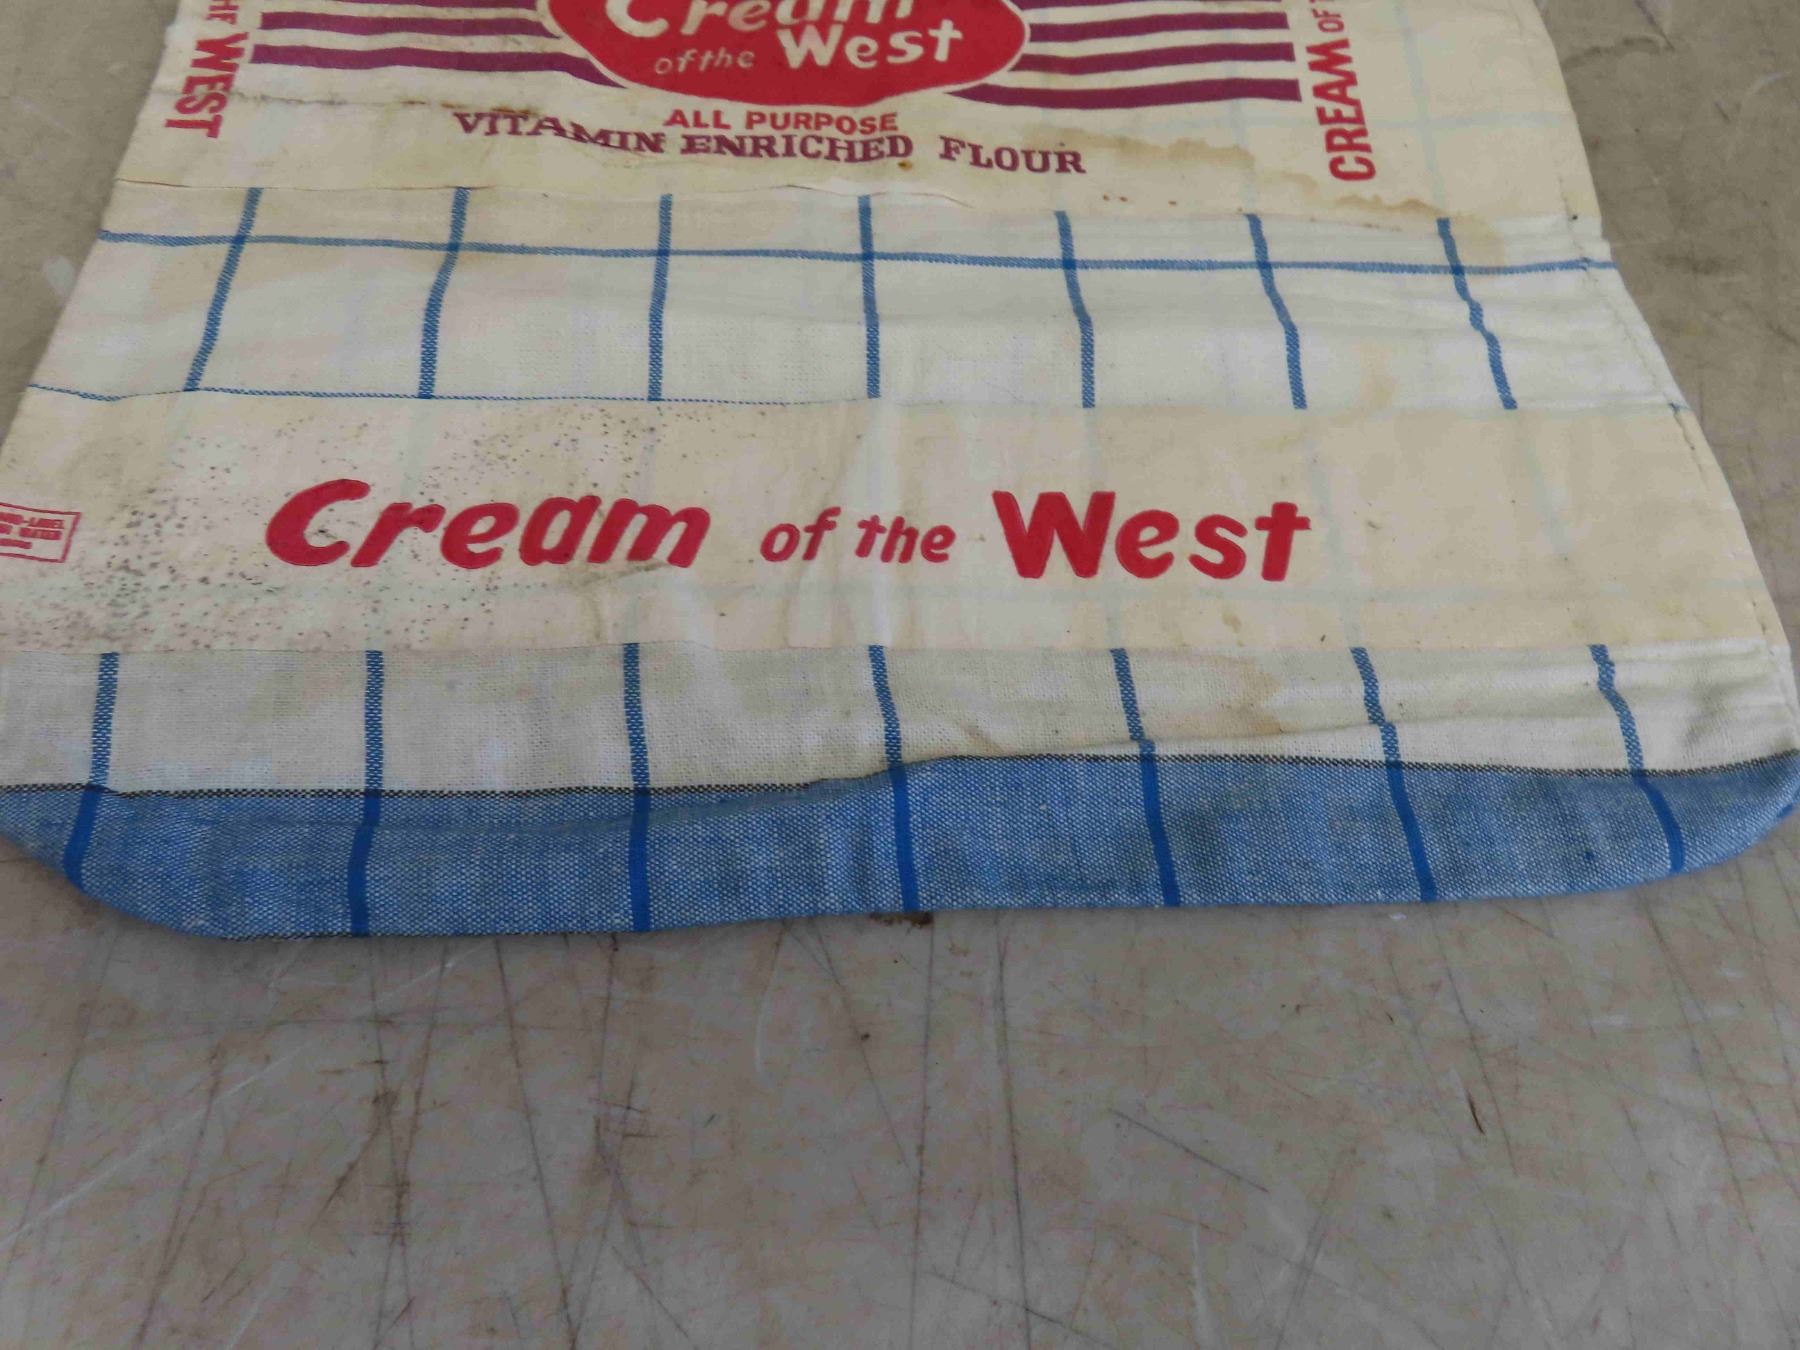 Cream
of the West
ALL PURPOSE
VITAMIN ENRICHED FLOUR
WEST
CREAM OF
Cream of the West